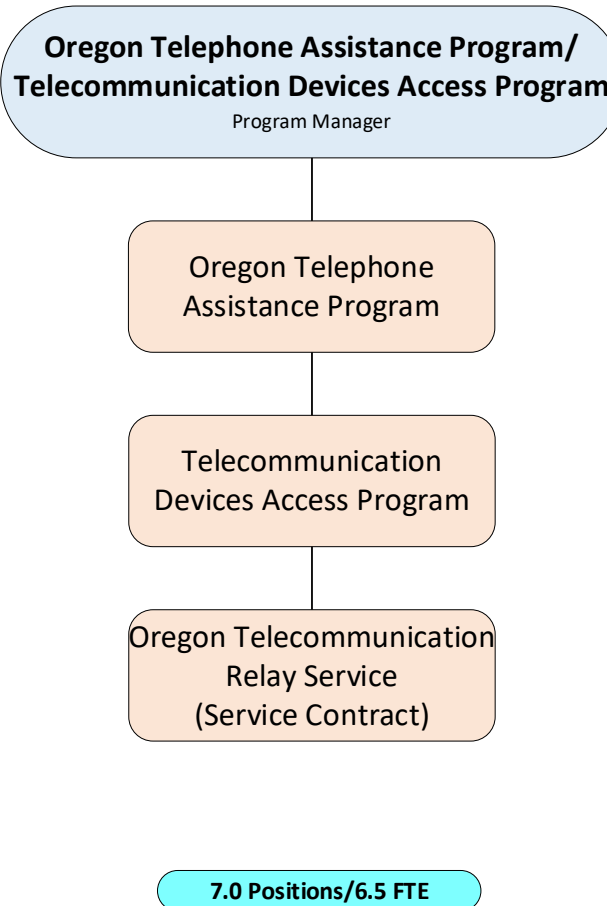 Oregon Telephone Assistance Program/
Telecommunication Devices Access Program
Program Manager
Oregon Telephone
Assistance Program
Telecommunication
Devices Access Program
Oregon Telecommunication
Relay Service
(Service Contract)
7.0 Positions/6.5 FTE